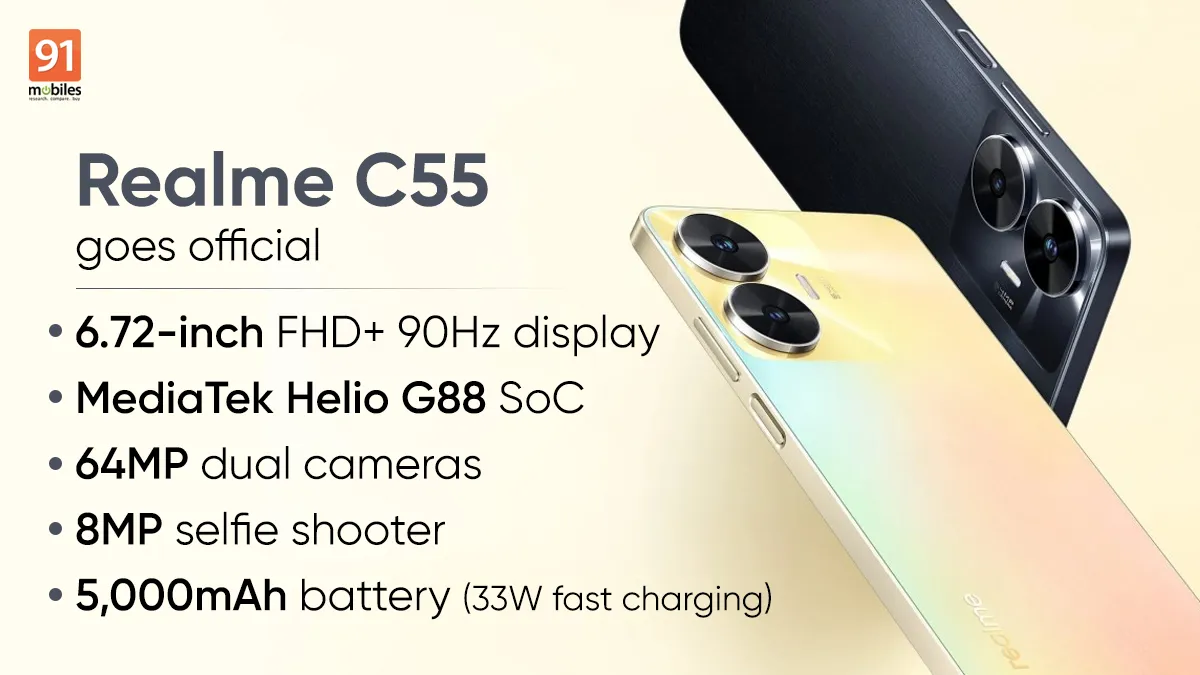 91
mobiles
research. compare. buy
Realme C55
goes official
• 6.72-inch FHD+ 90Hz display
• MediaTek Helio G88 SoC
• 64MP dual cameras
• 8MP selfie shooter
• 5,000mAh battery (33W fast charging)
realme